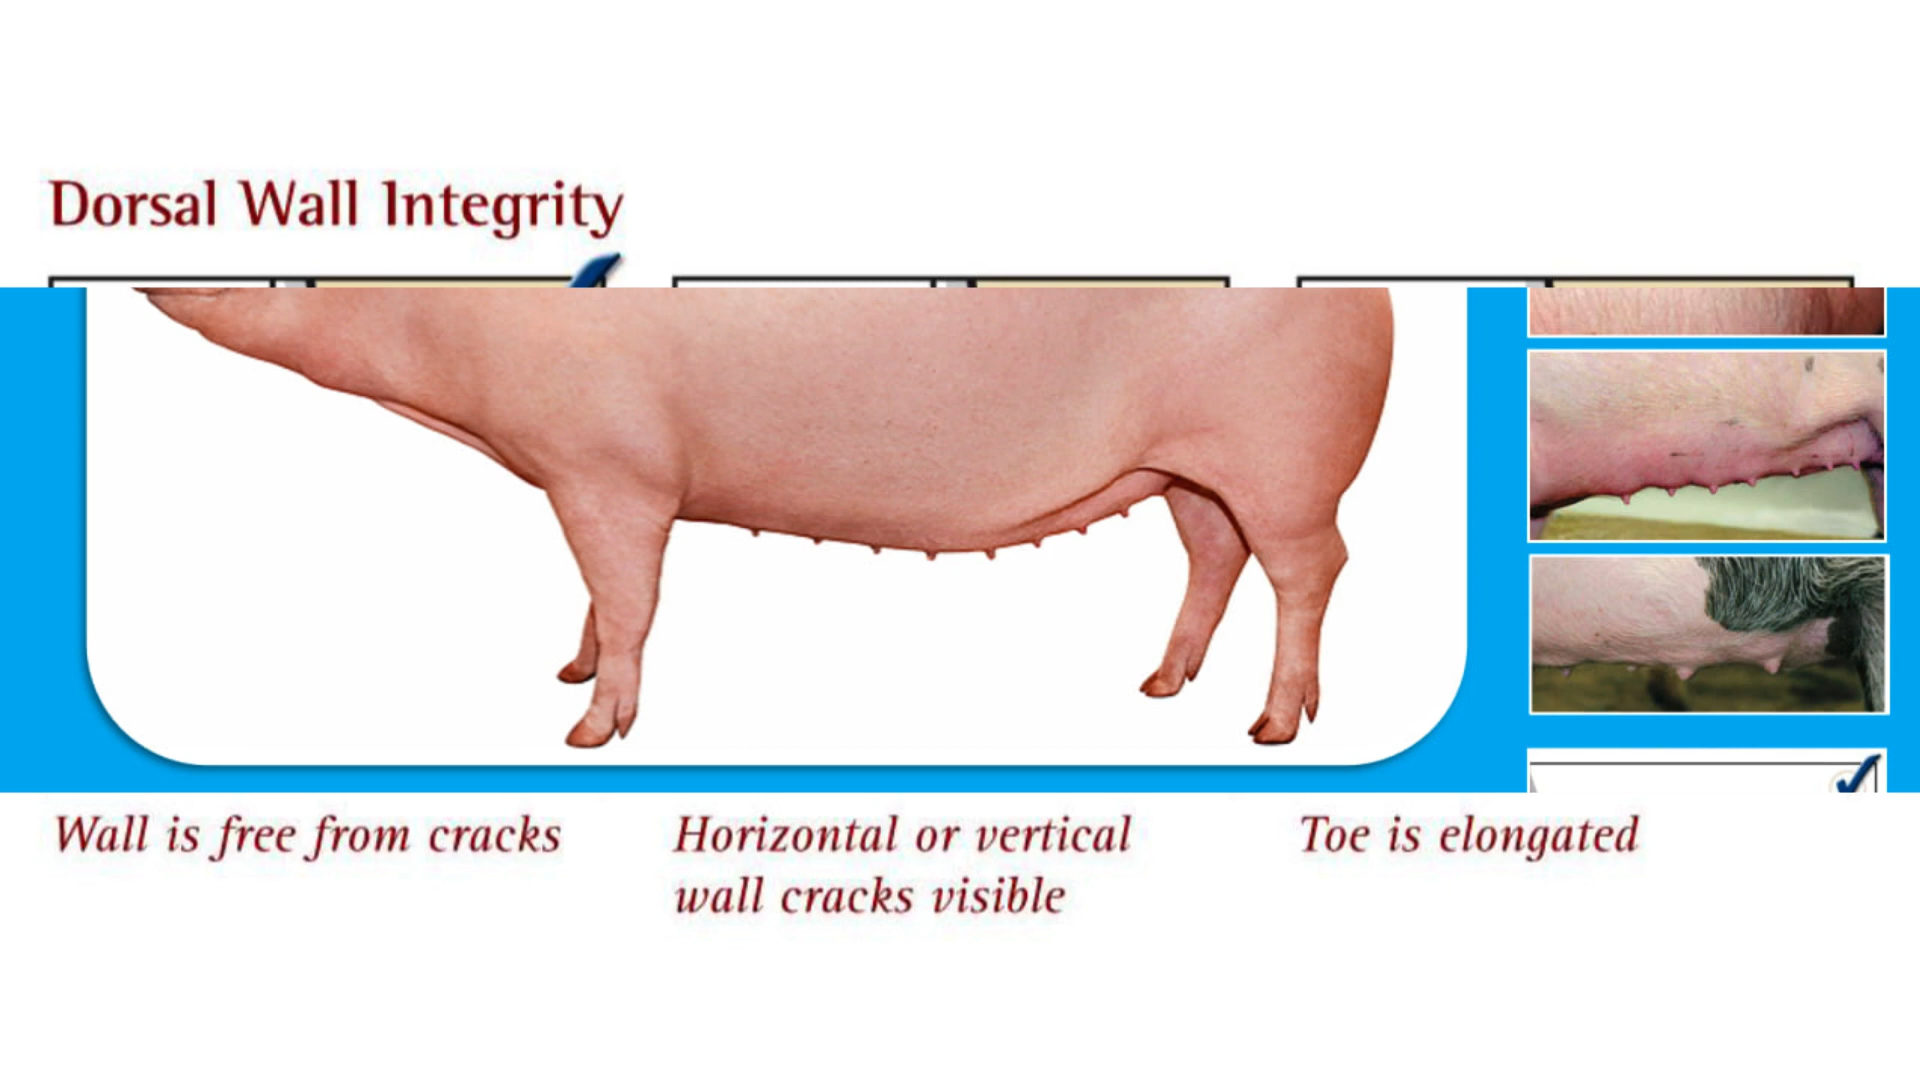 Dorsal Wall Integrity
Wall is free from cracks
Horizontal or vertical
wall cracks visible
Toe is elongated